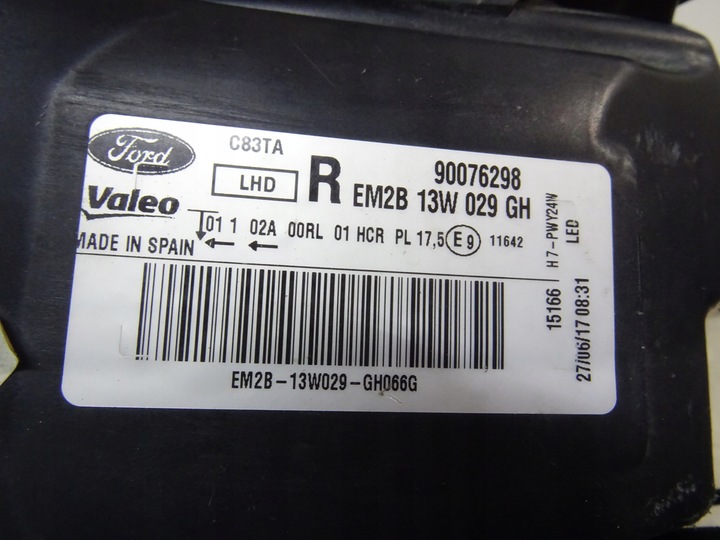 C83TA
Ford
LHD R 90076298
EM2B 13W 029 GH
Valeo
01 1 02A 00RL 01 HCR PL 17,5 E9 11642
MADE IN SPAIN
EM2B-13W029-GH066G
15166 H7-PWY24W
LED
27/06/17 08:31